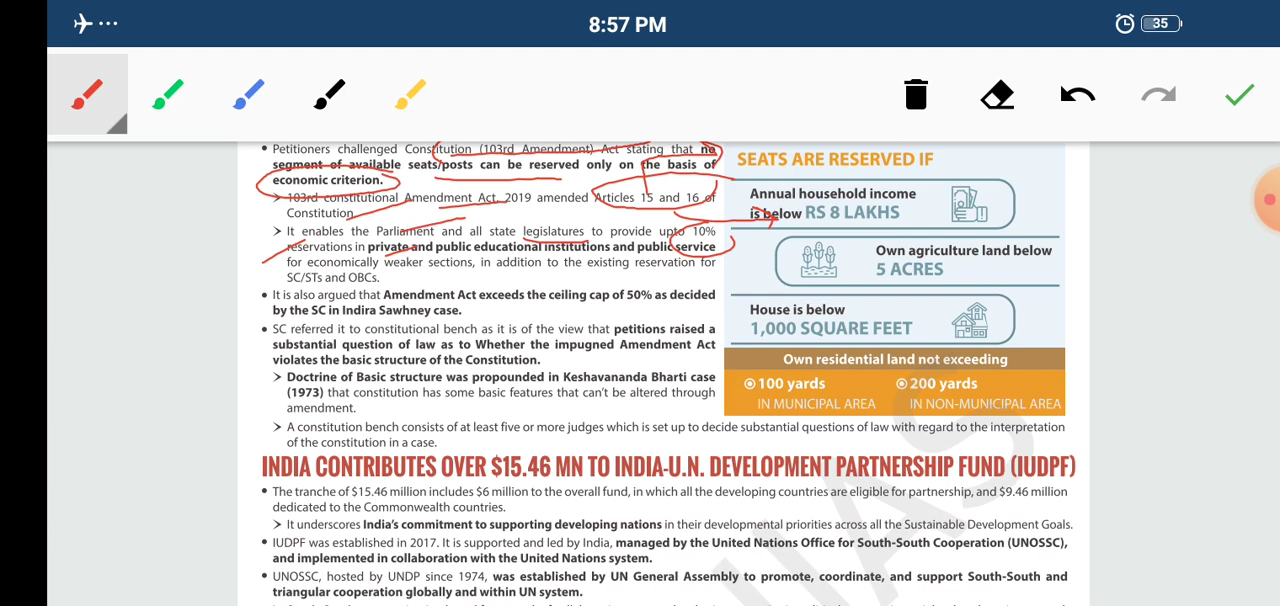 8:57 PM
35
Petitioners challenged Constitution (103rd Amendment) Act stating that no
segment of available seats/posts can be reserved only on the basis of
economic criterion.
103rd constitutional Amendment Act, 2019 amended Articles 15 and 16 of
Constitution.
It enables the Parliament and all state legislatures to provide upto 10%
reservations in private and public educational institutions and public service
for economically weaker sections, in addition to the existing reservation for
SC/STs and OBCs.
It is also argued that Amendment Act exceeds the ceiling cap of 50% as decided
by the SC in Indira Sawhney case.
SC referred it to constitutional bench as it is of the view that petitions raised a
substantial question of law as to Whether the impugned Amendment Act
violates the basic structure of the Constitution.
Doctrine of Basic structure was propounded in Keshavananda Bharti case
(1973) that constitution has some basic features that can't be altered through
amendment.
SEATS ARE RESERVED IF
Annual household income
is below RS 8 LAKHS
Own agriculture land below
5 ACRES
House is below
1,000 SQUARE FEET
Own residential land not exceeding
100 yards
IN MUNICIPAL AREA
200 yards
IN NON-MUNICIPAL AREA
A constitution bench consists of at least five or more judges which is set up to decide substantial questions of law with regard to the interpretation
of the constitution in a case.
INDIA CONTRIBUTES OVER $15.46 MN TO INDIA-U.N. DEVELOPMENT PARTNERSHIP FUND (IUDPF)
The tranche of $15.46 million includes $6 million to the overall fund, in which all the developing countries are eligible for partnership, and $9.46 million
dedicated to the Commonwealth countries.
It underscores India's commitment to supporting developing nations in their developmental priorities across all the Sustainable Development Goals.
IUDPF was established in 2017. It is supported and led by India, managed by the United Nations Office for South-South Cooperation (UNOSSC),
and implemented in collaboration with the United Nations system.
UNOSSC, hosted by UNDP since 1974, was established by UN General Assembly to promote, coordinate, and support South-South and
triangular cooperation globally and within UN system.